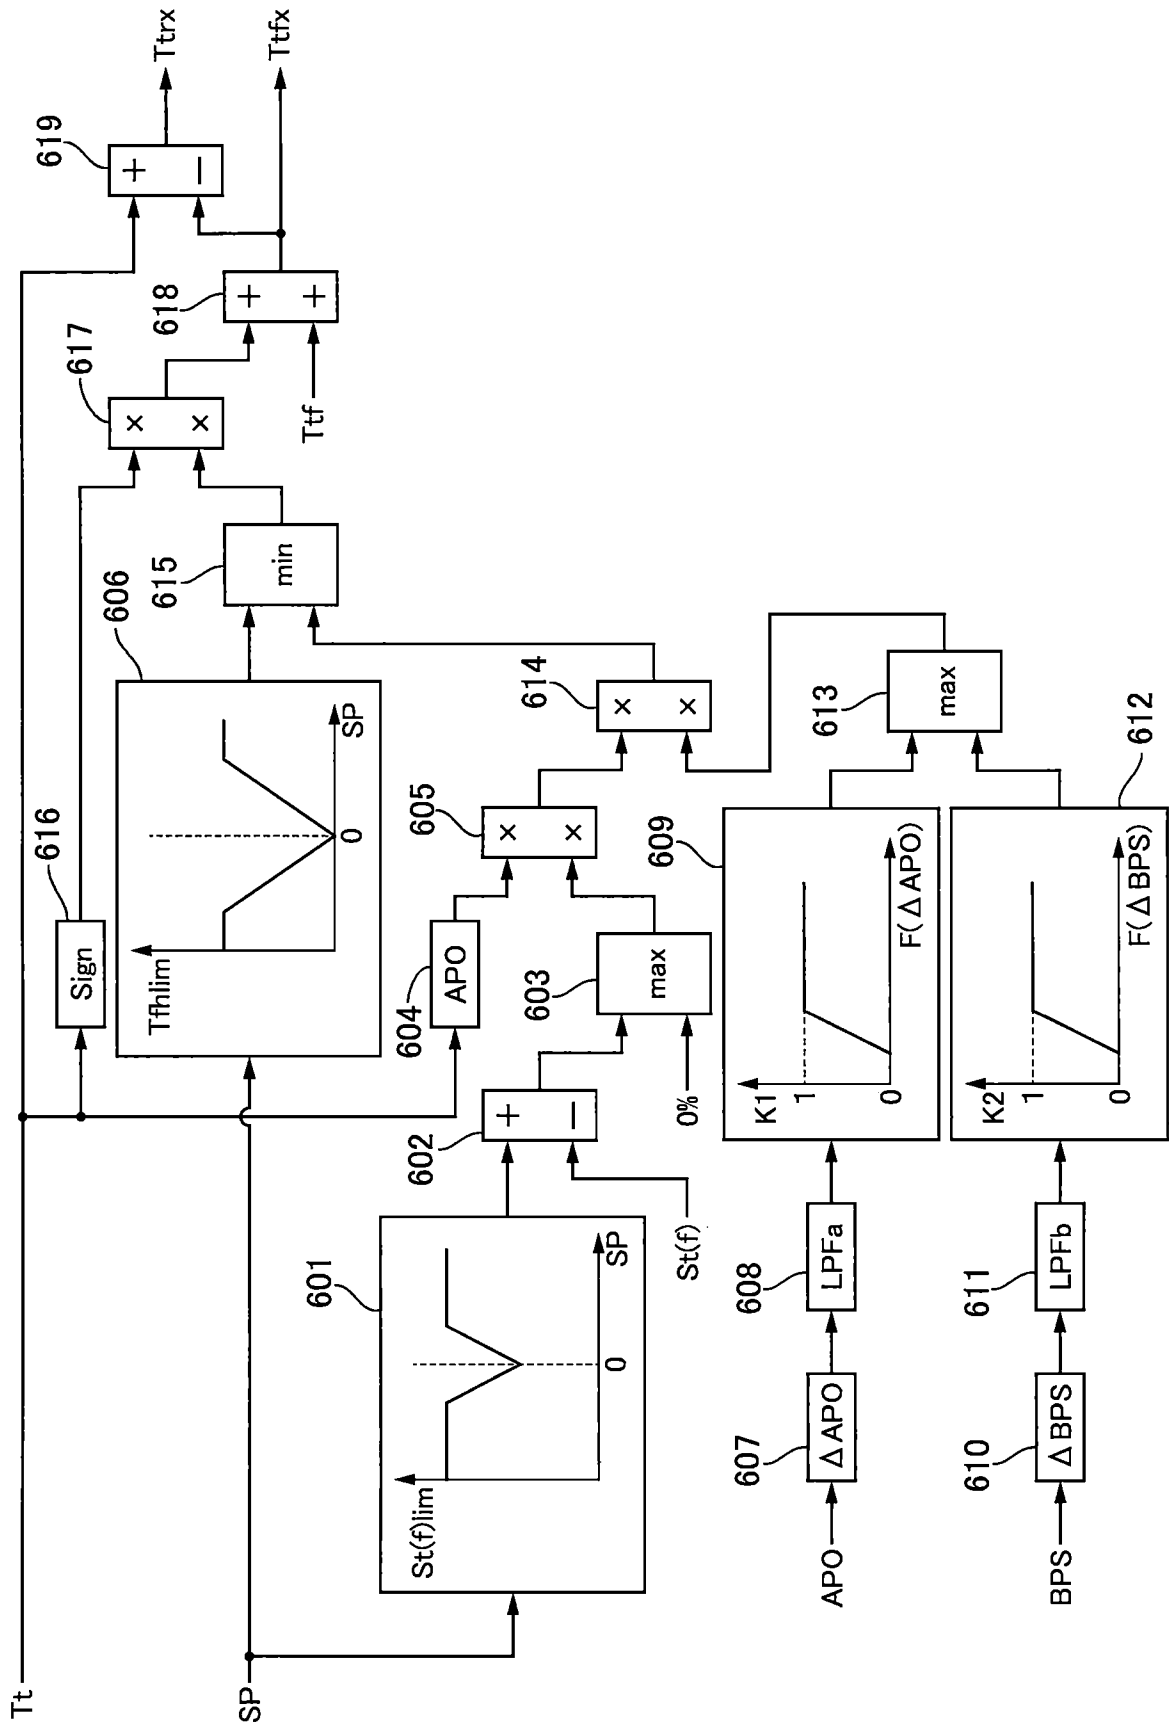 Tt
SP
616
Sign
606
Tfhlim
SP
0
615
min
617
×
×
618
+
+
Ttf
619
+
−
Ttrx
Ttfx
601
St(f)lim
SP
0
602
+
−
St(f)
604
APO
603
max
0%
605
×
×
614
×
×
APO
607
ΔAPO
608
LPFa
609
K1
1
0
F(ΔAPO)
613
max
BPS
610
ΔBPS
611
LPFb
612
K2
1
0
F(ΔBPS)